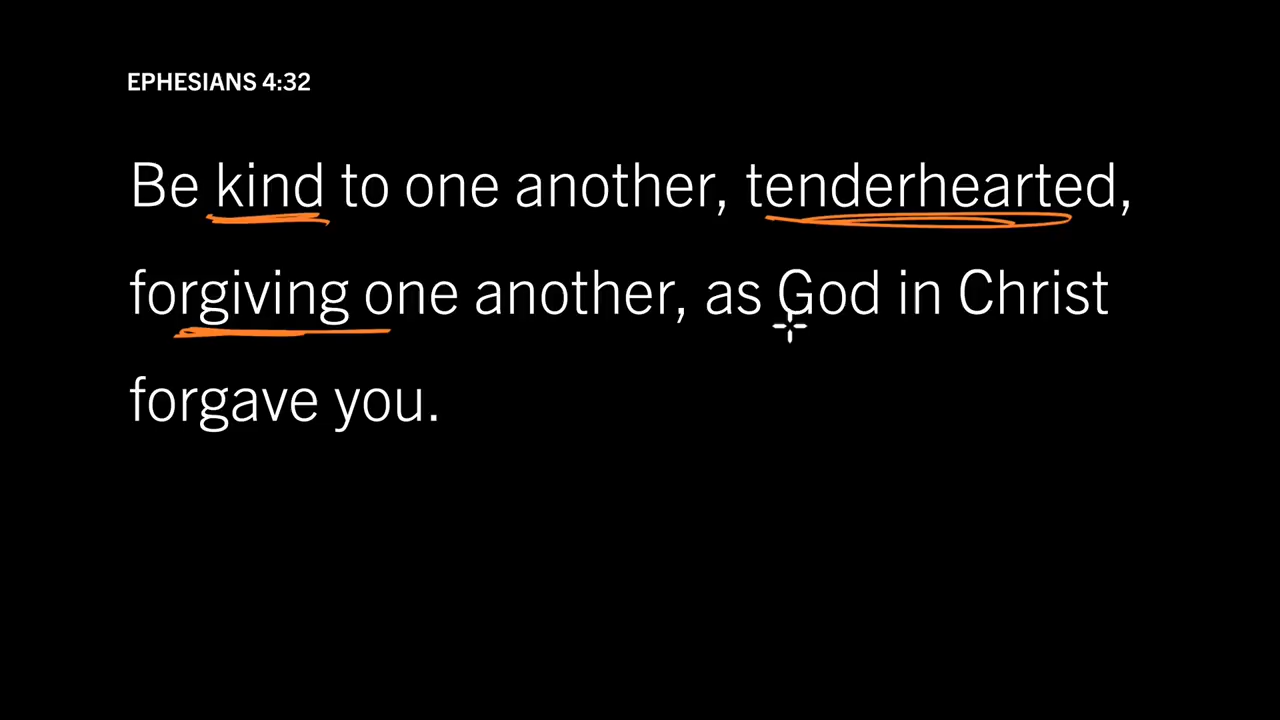 EPHESIANS 4:32
Be kind to one another, tenderhearted,
forgiving one another, as God in Christ
forgave you.